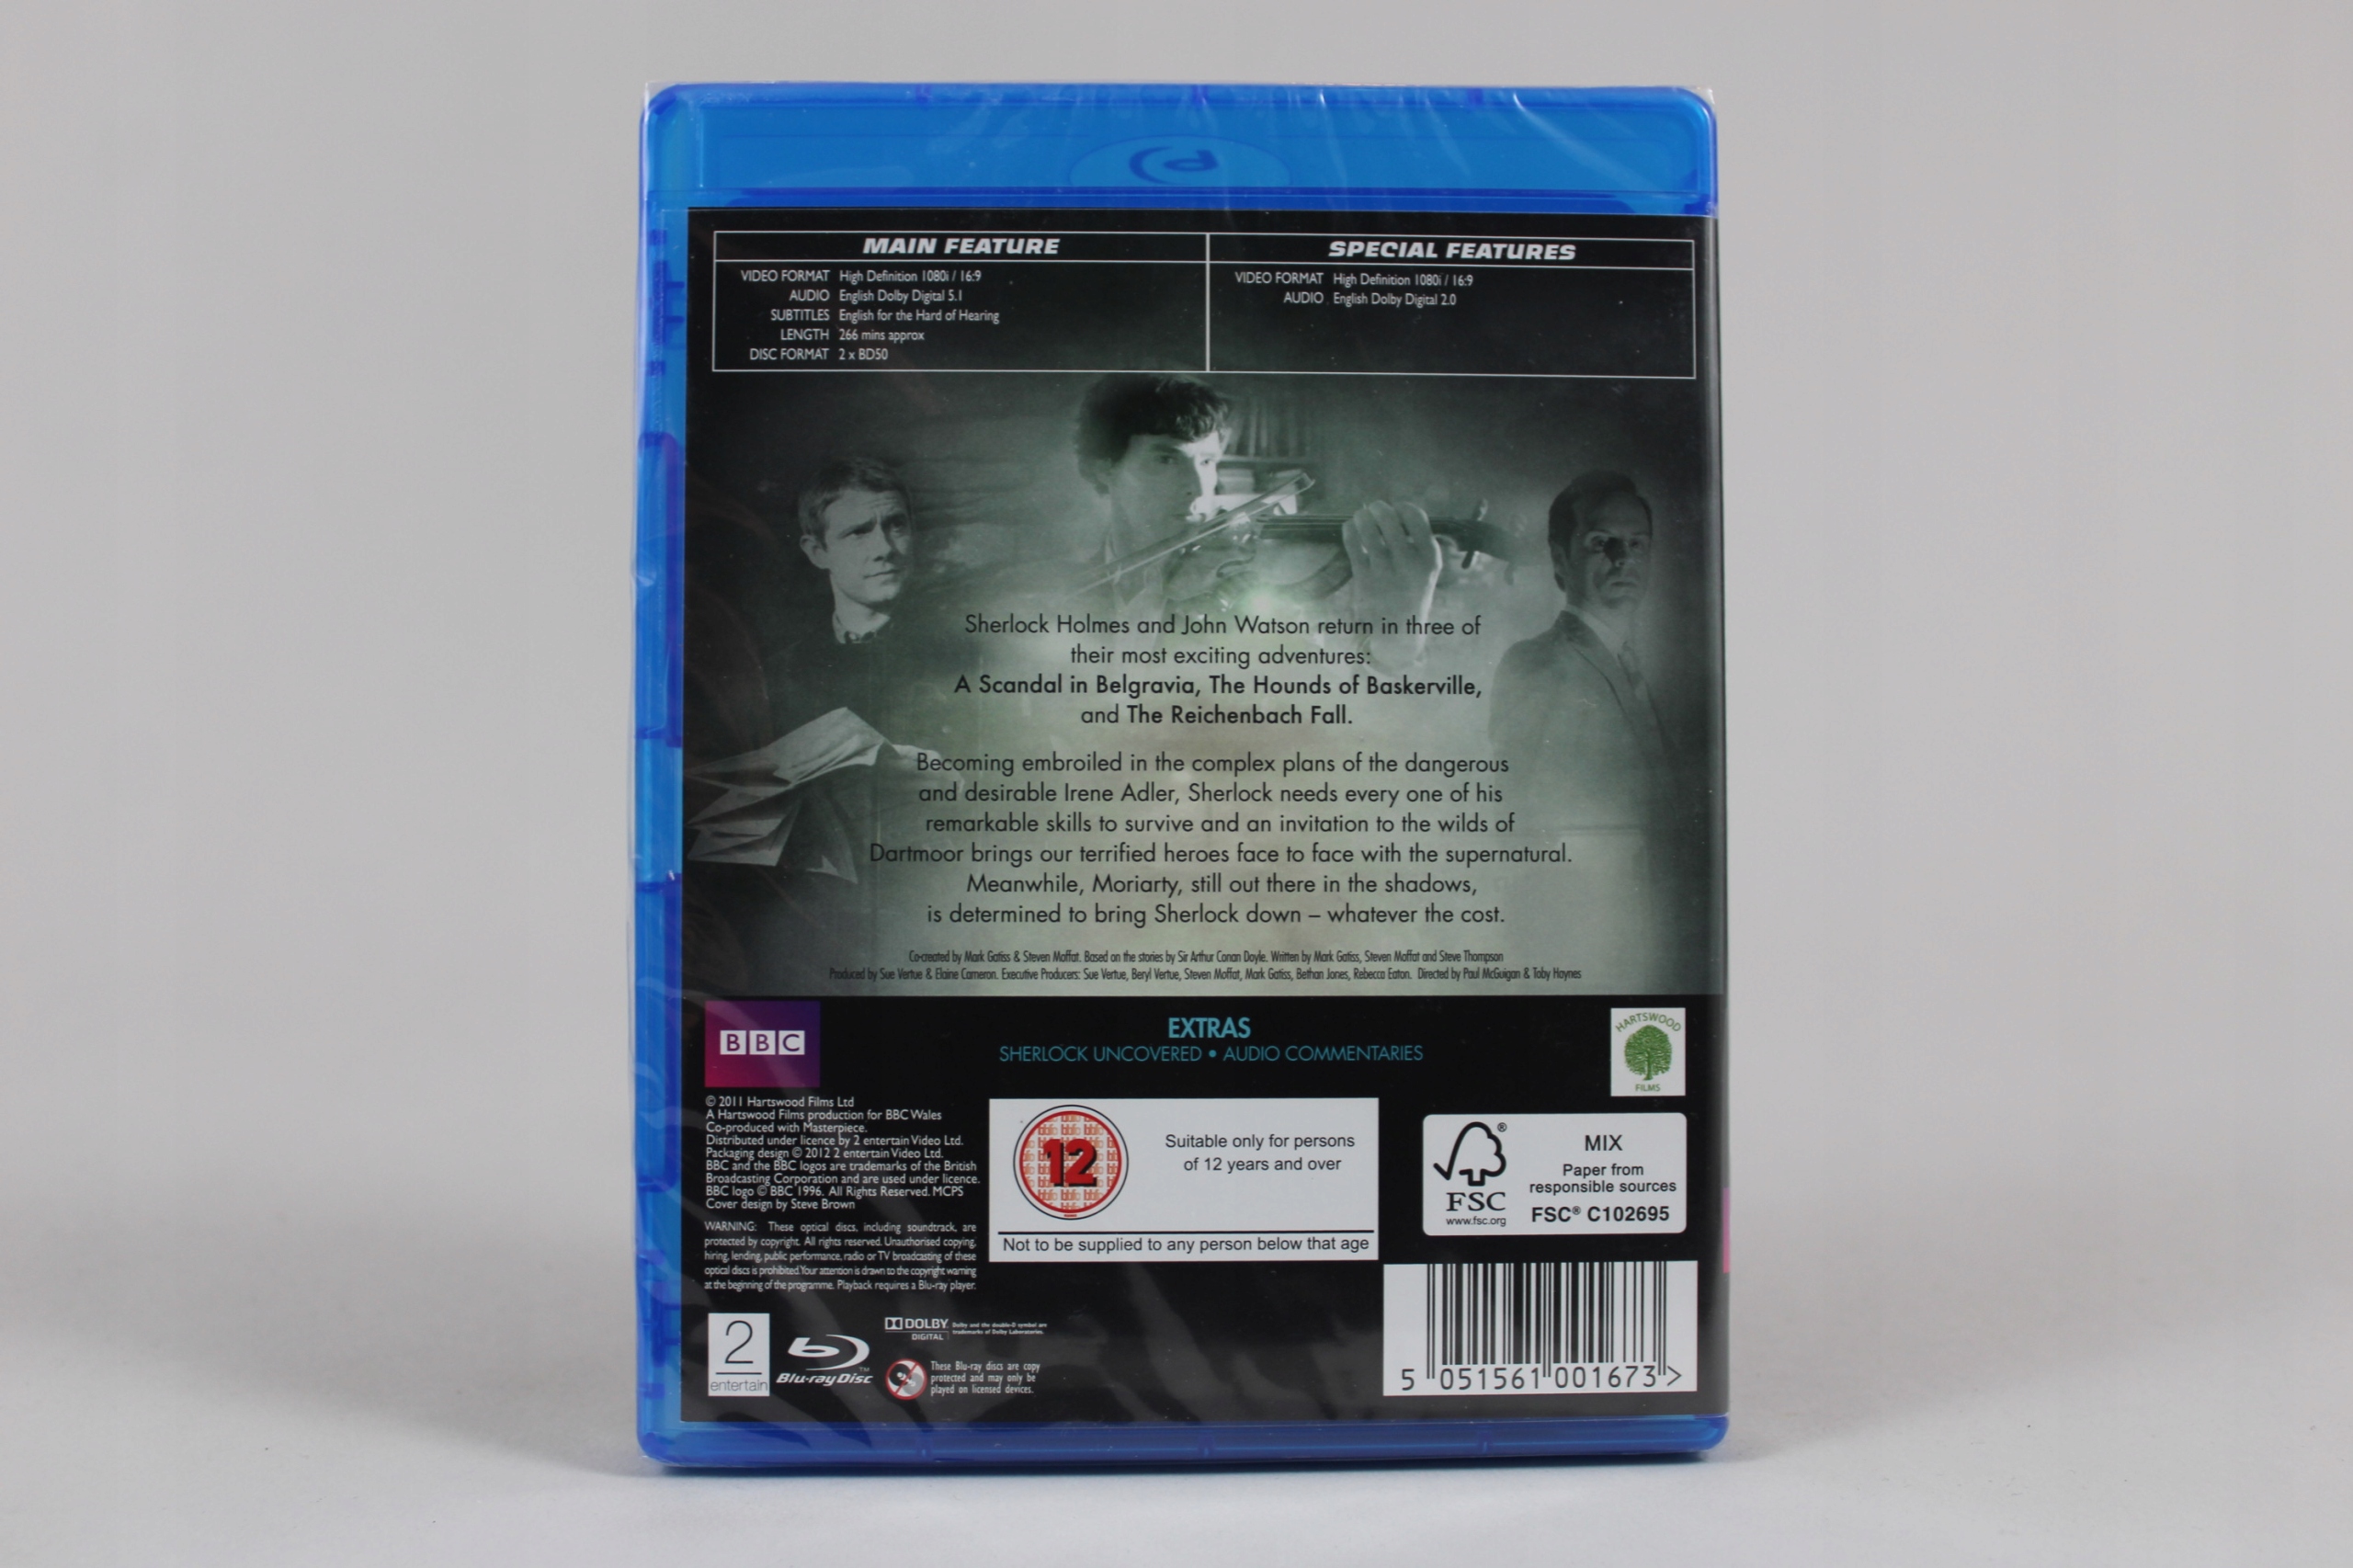 MAIN FEATURE
VIDEO FORMAT High Definition 1080i / 16:9
AUDIO English Dolby Digital 5.1
SUBTITLES English for the Hard of Hearing
LENGTH 266 mins approx
DISC FORMAT 2 x BD50
SPECIAL FEATURES
VIDEO FORMAT High Definition 1080i / 16:9
AUDIO English Dolby Digital 2.0
Sherlock Holmes and John Watson return in three of
their most exciting adventures:
A Scandal in Belgravia, The Hounds of Baskerville,
and The Reichenbach Fall.
Becoming embroiled in the complex plans of the dangerous
and desirable Irene Adler, Sherlock needs every one of his
remarkable skills to survive and an invitation to the wilds of
Dartmoor brings our terrified heroes face to face with the supernatural.
Meanwhile, Moriarty, still out there in the shadows,
is determined to bring Sherlock down – whatever the cost.
Co-created by Mark Gatiss & Steven Moffat. Based on the stories by Sir Arthur Conan Doyle. Written by Mark Gatiss, Steven Moffat and Steve Thompson
Produced by Sue Vertue & Elaine Cameron. Executive Producers: Sue Vertue, Beryl Vertue, Steven Moffat, Mark Gatiss, Bethan Jones, Rebecca Eaton. Directed by Paul McGuigan & Toby Haynes
BBC
EXTRAS
SHERLOCK UNCOVERED • AUDIO COMMENTARIES
HARTSWOOD
FILMS
© 2011 Hartswood Films Ltd
A Hartswood Films production for BBC Wales
Co-produced with Masterpiece.
Distributed under licence by 2 entertain Video Ltd.
Packaging design © 2012 2 entertain Video Ltd.
BBC and the BBC logos are trademarks of the British
Broadcasting Corporation and are used under licence.
BBC logo © BBC 1996. All Rights Reserved. MCPS
Cover design by Steve Brown
WARNING: These optical discs, including soundtrack, are
protected by copyright. All rights reserved. Unauthorised copying,
hiring, lending, public performance, radio or TV broadcasting of these
optical discs is prohibited. Your attention is drawn to the copyright warning
at the beginning of the programme. Playback requires a Blu-ray player.
12
Suitable only for persons
of 12 years and over
Not to be supplied to any person below that age
FSC
www.fsc.org
MIX
Paper from
responsible sources
FSC® C102695
2
entertain
Blu-ray Disc
DOLBY
DIGITAL
Dolby and the double-D symbol are
trademarks of Dolby Laboratories.
These Blu-ray discs are copy
protected and may only be
played on licensed devices.
5 051561 001673 >